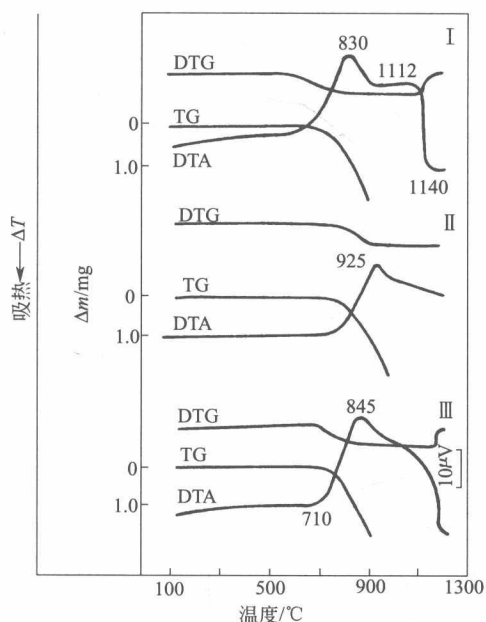 Ⅰ
830
DTG
1112
TG
0
DTA
1.0
1140
DTG
Ⅱ
925
TG
0
DTA
1.0
Ⅲ
845
DTG
TG
0
10μV
DTA
1.0
710
吸热 ← ΔT
Δm/mg
100 500 900 1300
温度/℃